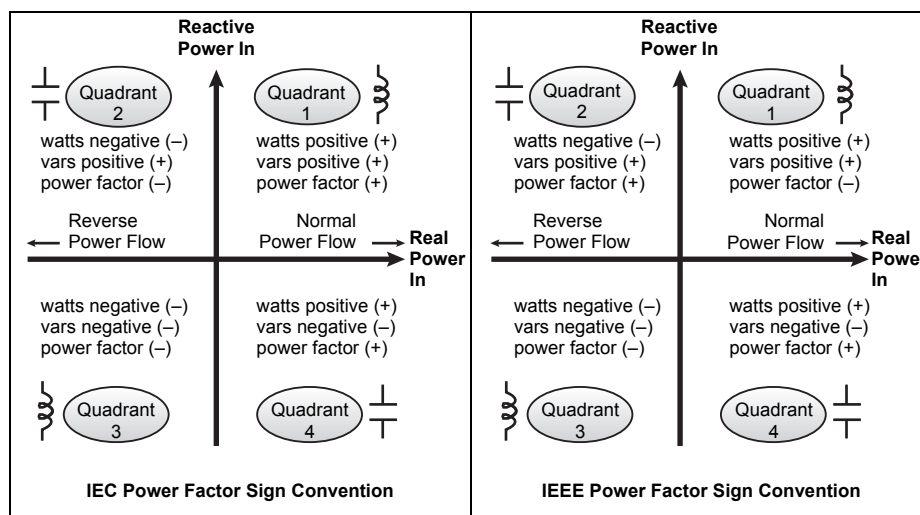 Reactive
Power In
Quadrant
2
Quadrant
1
watts negative (–)
vars positive (+)
power factor (–)
watts positive (+)
vars positive (+)
power factor (+)
Reverse
Power Flow
Normal
Power Flow
Real
Power
In
watts negative (–)
vars negative (–)
power factor (–)
watts positive (+)
vars negative (–)
power factor (+)
Quadrant
3
Quadrant
4
IEC Power Factor Sign Convention
Reactive
Power In
Quadrant
2
Quadrant
1
watts negative (–)
vars positive (+)
power factor (+)
watts positive (+)
vars positive (+)
power factor (–)
Reverse
Power Flow
Normal
Power Flow
Real
Power
In
watts negative (–)
vars negative (–)
power factor (–)
watts positive (+)
vars negative (–)
power factor (+)
Quadrant
3
Quadrant
4
IEEE Power Factor Sign Convention